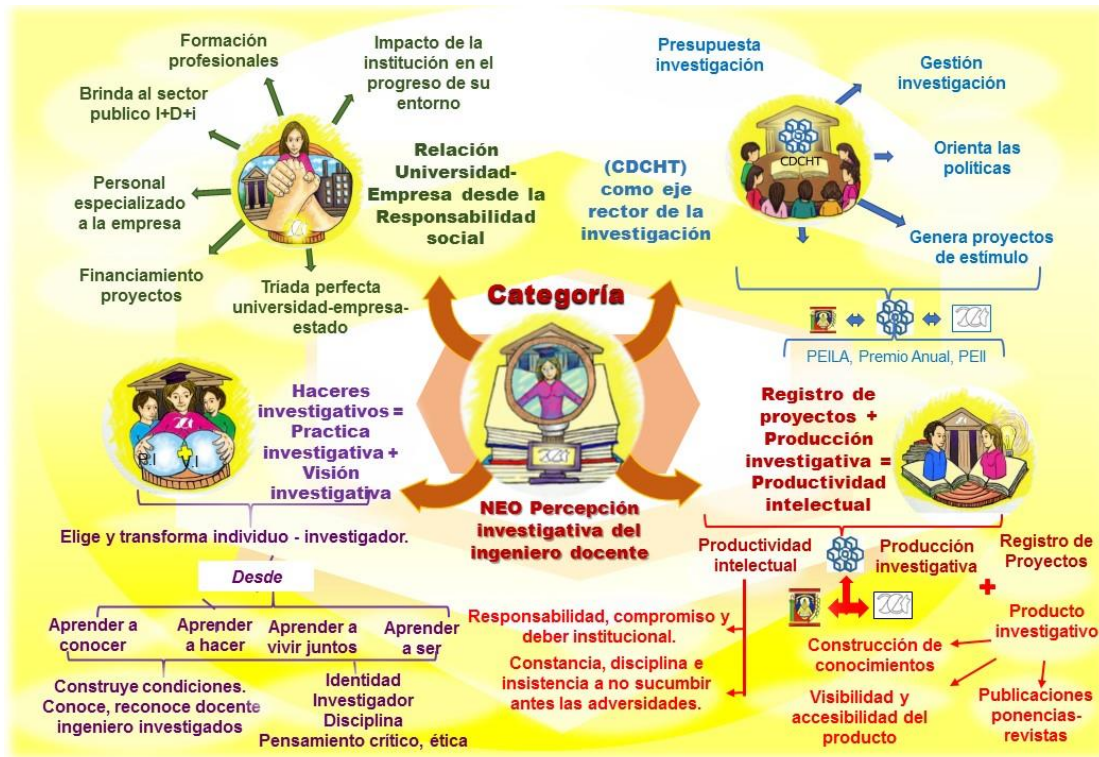 Formación
profesionales
Impacto de la
institución en el
progreso de su
entorno
Brinda al sector
publico I+D+i
Personal
especializado
a la empresa
Financiamiento
proyectos
Tríada perfecta
universidad-empresa-
estado
Relación
Universidad-
Empresa desde la
Responsabilidad
social
Presupuesta
investigación
Gestión
investigación
CDCHT
Orienta las
políticas
(CDCHT)
como eje
rector de la
investigación
Genera proyectos
de estímulo
PEILA, Premio Anual, PEII
Categoría
NEO Percepción
investigativa del
ingeniero docente
P.I
V.I
Haceres
investigativos =
Practica
investigativa +
Visión
investigativa
Elige y transforma individuo - investigador.
Desde
Aprender a
conocer
Aprender
a hacer
Aprender a
vivir juntos
Aprender
a ser
Construye condiciones.
Conoce, reconoce docente
ingeniero investigados
Identidad
Investigador
Disciplina
Pensamiento crítico, ética
Registro de
proyectos +
Producción
investigativa =
Productividad
intelectual
Productividad
intelectual
Producción
investigativa
Registro de
Proyectos
+
Responsabilidad, compromiso y
deber institucional.
Constancia, disciplina e
insistencia a no sucumbir
antes las adversidades.
Producto
investigativo
Construcción de
conocimientos
Visibilidad y
accesibilidad del
producto
Publicaciones
ponencias-
revistas